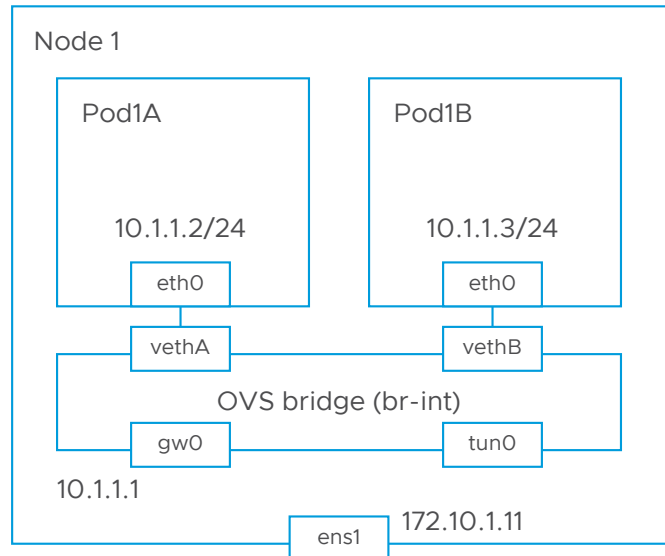 Node 1
Pod1A
Pod1B
10.1.1.2/24
10.1.1.3/24
eth0
eth0
vethA
vethB
OVS bridge (br-int)
gw0
tun0
10.1.1.1
172.10.1.11
ens1